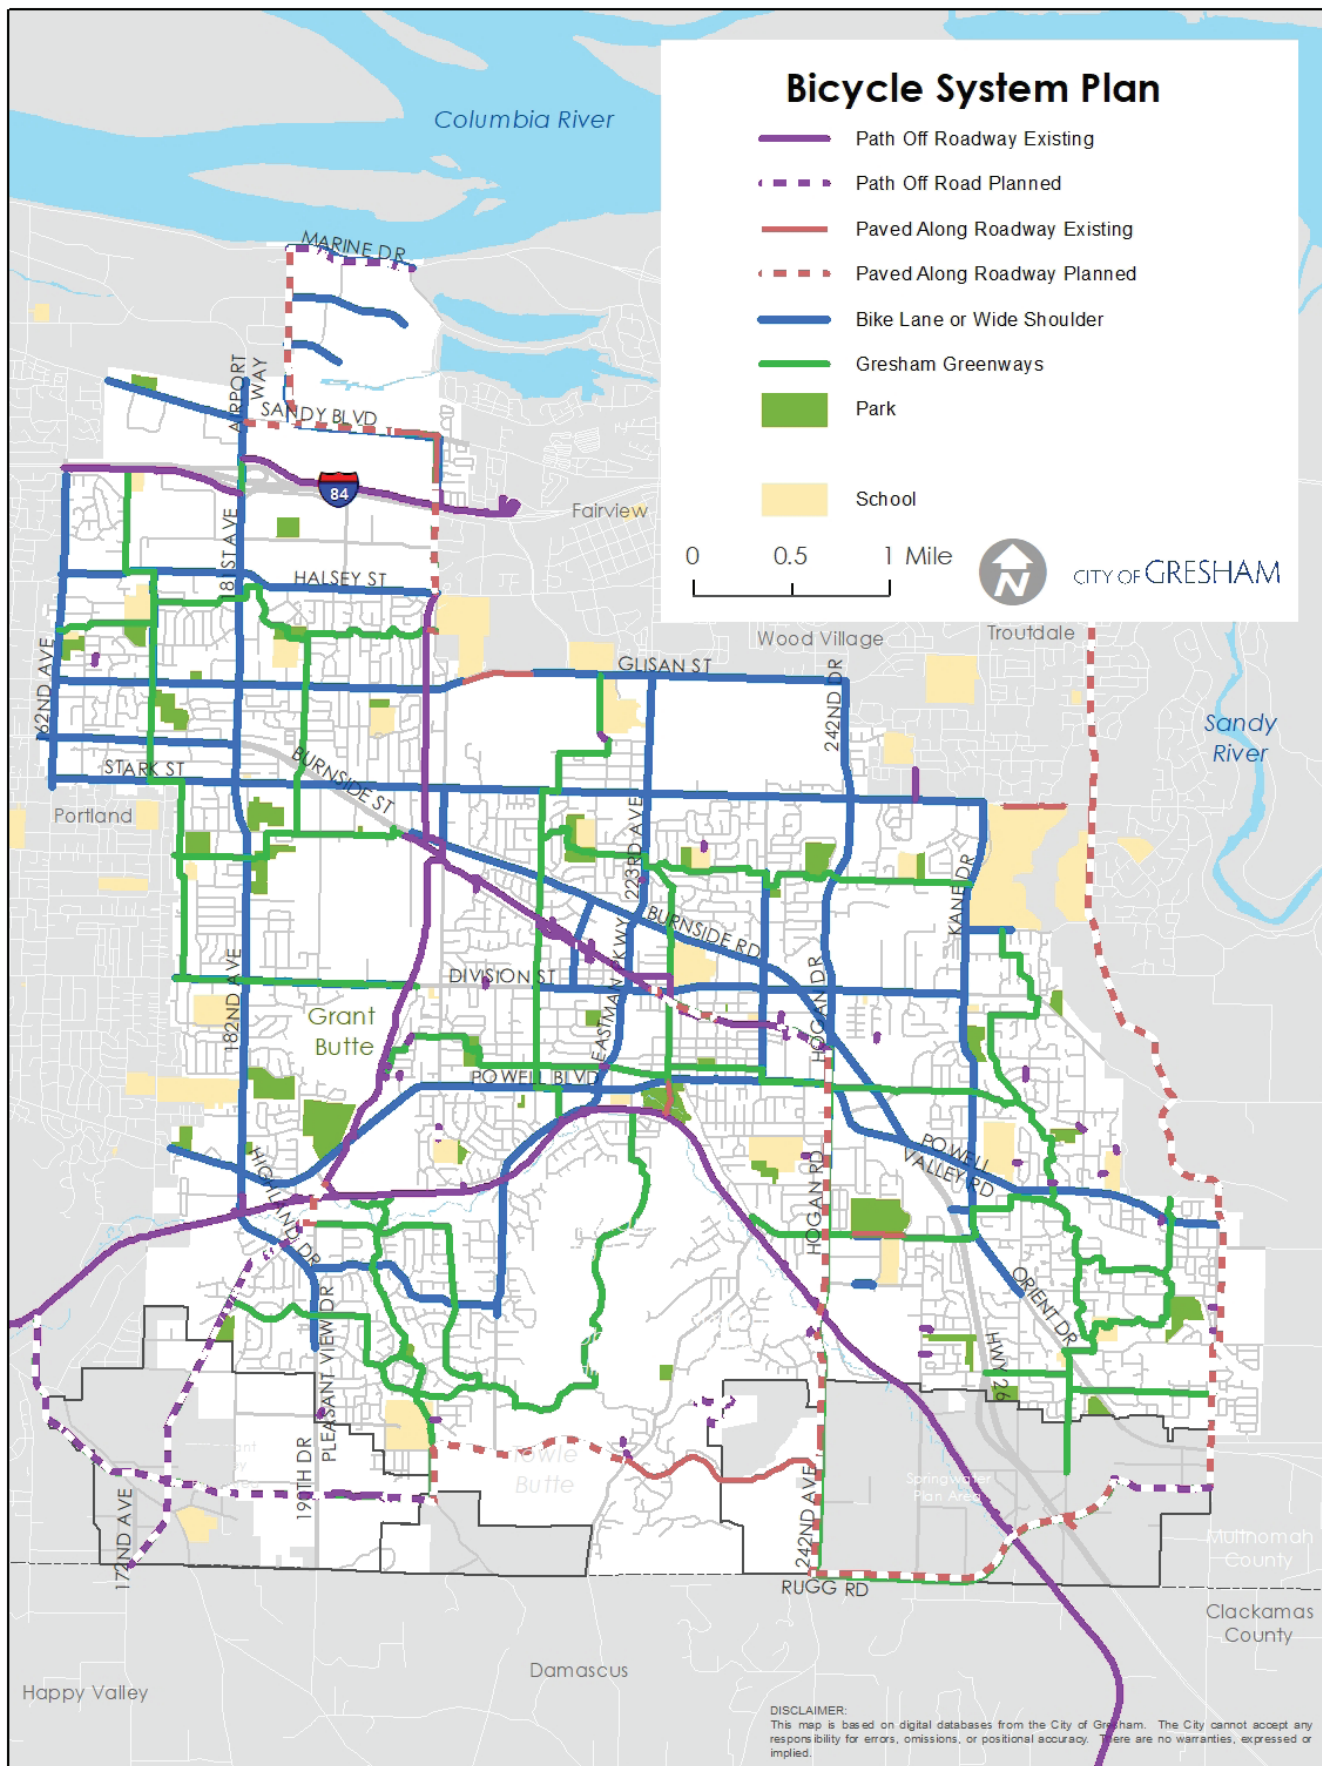 Bicycle System Plan
Path Off Roadway Existing
Path Off Road Planned
Paved Along Roadway Existing
Paved Along Roadway Planned
Bike Lane or Wide Shoulder
Gresham Greenways
Park
School
0 0.5 1 Mile
N
CITY OF GRESHAM
Columbia River
MARINE DR
AIRPORT
WAY
SANDY BLVD
84
Fairview
181ST AVE
HALSEY ST
Wood Village
Troutdale
GLISAN ST
162ND AVE
242ND DR
Sandy
River
BURNSIDE ST
STARK ST
Portland
223RD AVE
KANE DR
BURNSIDE RD
EASTMAN PKWY
DIVISION ST
HOGAN DR
182ND AVE
Grant
Butte
POWELL BLVD
POWELL
VALLEY RD
HIGHLAND DR
HOGAN RD
ORIENT DR
PLEASANT VIEW DR
HWY 26
190TH DR
Towle
Butte
242ND AVE
Springwater
Plan Area
172ND AVE
RUGG RD
Multnomah
County
Clackamas
County
Damascus
Happy Valley
DISCLAIMER:
This map is based on digital databases from the City of Gresham. The City cannot accept any
responsibility for errors, omissions, or positional accuracy. There are no warranties, expressed or
implied.